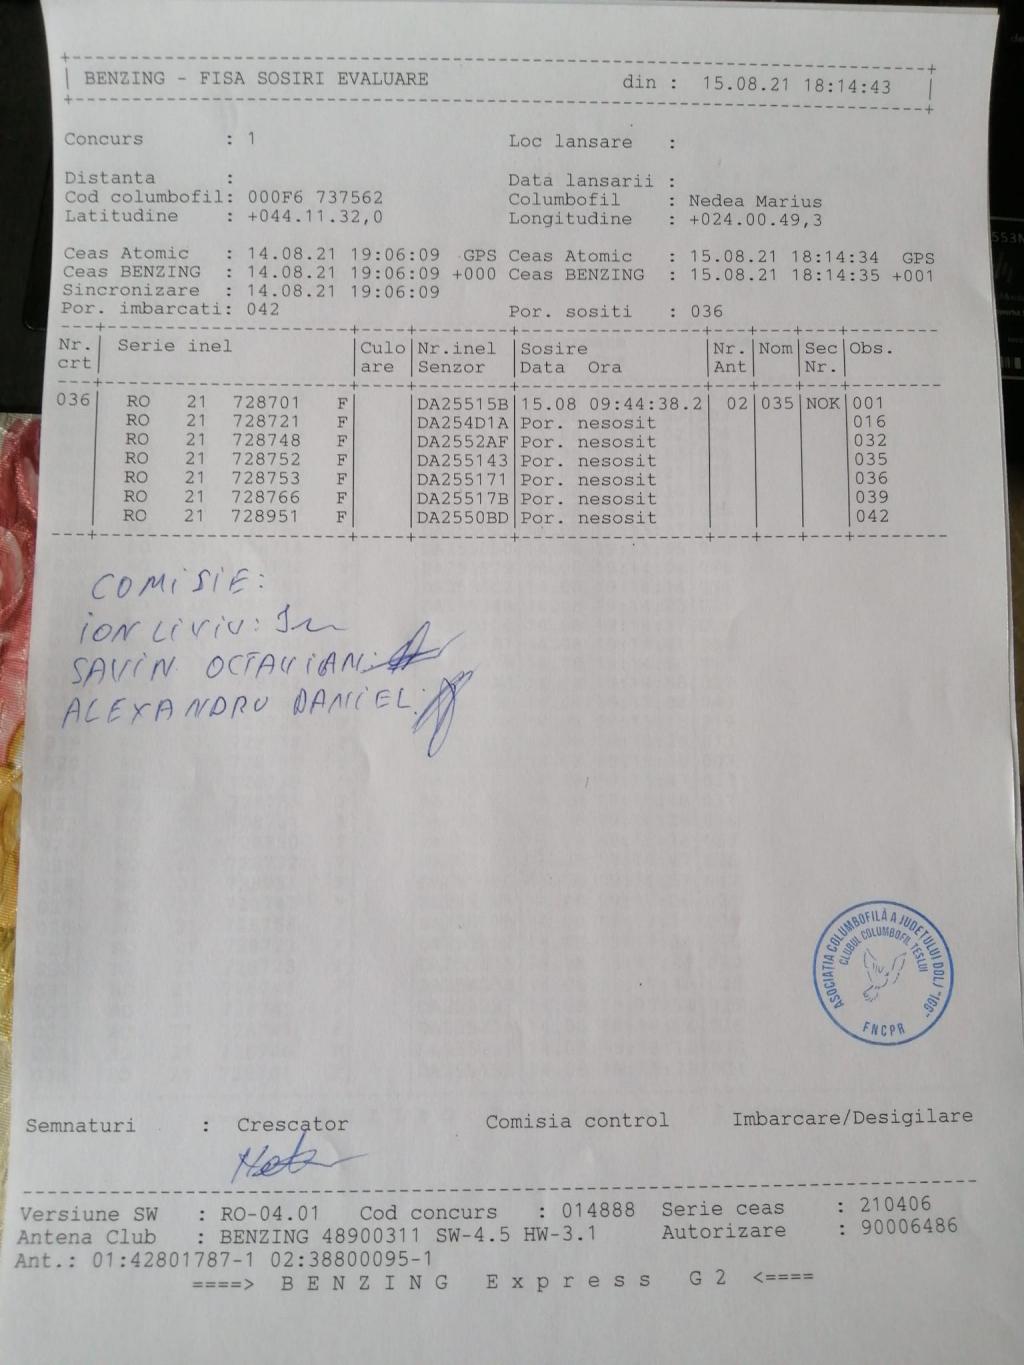 BENZING - FISA SOSIRI EVALUARE din : 15.08.21 18:14:43
Concurs : 1 Loc lansare :
Distanta : Data lansarii :
Cod columbofil: 000F6 737562 Columbofil : Nedea Marius
Latitudine : +044.11.32,0 Longitudine : +024.00.49,3
Ceas Atomic : 14.08.21 19:06:09 GPS Ceas Atomic : 15.08.21 18:14:34 GPS
Ceas BENZING : 14.08.21 19:06:09 +000 Ceas BENZING : 15.08.21 18:14:35 +001
Sincronizare : 14.08.21 19:06:09
Por. imbarcati: 042 Por. sositi : 036
Nr. Serie inel Culo Nr.inel Sosire Nr. Nom Sec Obs.
crt are Senzor Data Ora Ant Nr.
036 RO 21 728701 F DA25515B 15.08 09:44:38.2 02 035 NOK 001
RO 21 728721 F DA254D1A Por. nesosit 016
RO 21 728748 F DA2552AF Por. nesosit 032
RO 21 728752 F DA255143 Por. nesosit 035
RO 21 728753 F DA255171 Por. nesosit 036
RO 21 728766 F DA25517B Por. nesosit 039
RO 21 728951 F DA2550BD Por. nesosit 042
COMISIE:
ION LIVIU:
SAVIN OCTAVIAN:
ALEXANDRU DANIEL:
ASOCIAȚIA COLUMBOFILĂ A JUDEȚULUI DOLJ "ICS"
CLUBUL COLUMBOFIL TESLUI
FNCPR
Semnaturi : Crescator Comisia control Imbarcare/Desigilare
Versiune SW : RO-04.01 Cod concurs : 014888 Serie ceas : 210406
Antena Club : BENZING 48900311 SW-4.5 HW-3.1 Autorizare : 90006486
Ant.: 01:42801787-1 02:38800095-1
====> B E N Z I N G E x p r e s s G 2 <====